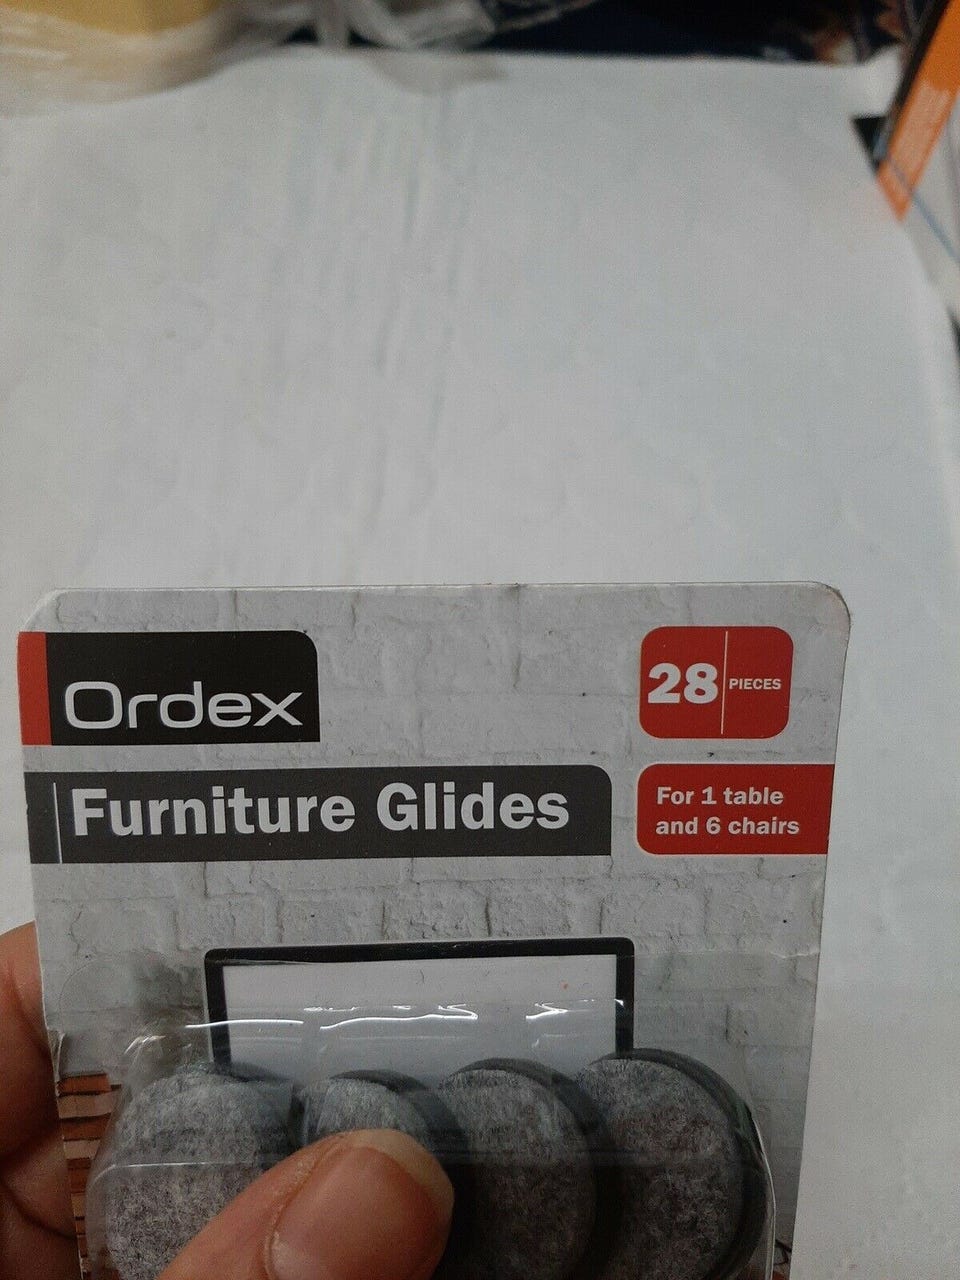 Ordex
28 PIECES
Furniture Glides
For 1 table
and 6 chairs